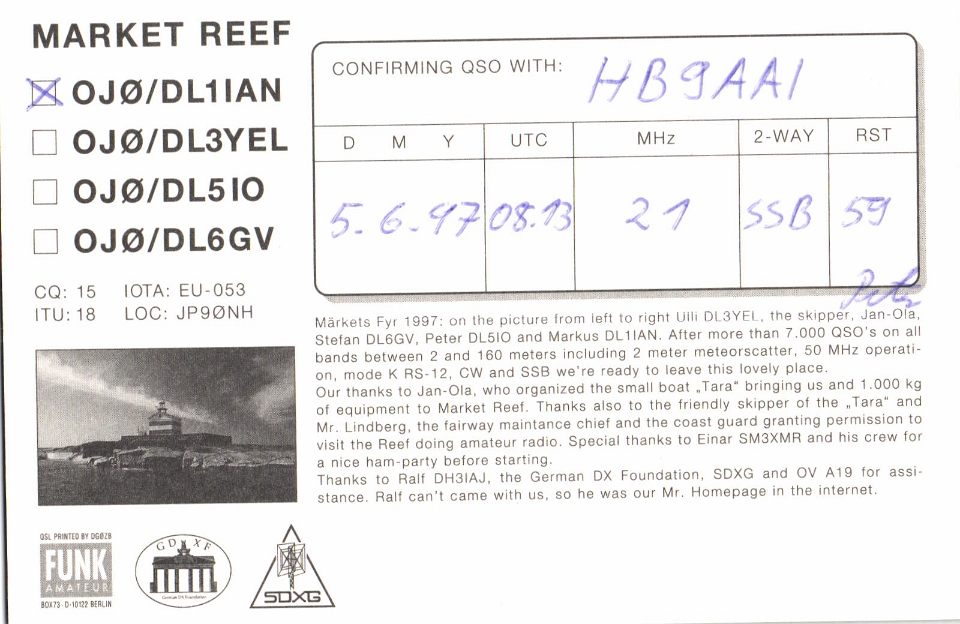 MARKET REEF
OJØ/DL1IAN
OJØ/DL3YEL
OJØ/DL5IO
OJØ/DL6GV
CQ: 15 IOTA: EU-053
ITU: 18 LOC: JP9ØNH
CONFIRMING QSO WITH: HB9AAI
D M Y UTC MHz 2-WAY RST
5. 6. 97 08.13 21 SSB 59
Peter
Märkets Fyr 1997: on the picture from left to right Ulli DL3YEL, the skipper, Jan-Ola,
Stefan DL6GV, Peter DL5IO and Markus DL1IAN. After more than 7.000 QSO's on all
bands between 2 and 160 meters including 2 meter meteorscatter, 50 MHz operati-
on, mode K RS-12, CW and SSB we're ready to leave this lovely place.
Our thanks to Jan-Ola, who organized the small boat „Tara“ bringing us and 1.000 kg
of equipment to Market Reef. Thanks also to the friendly skipper of the „Tara“ and
Mr. Lindberg, the fairway maintance chief and the coast guard granting permission to
visit the Reef doing amateur radio. Special thanks to Einar SM3XMR and his crew for
a nice ham-party before starting.
Thanks to Ralf DH3IAJ, the German DX Foundation, SDXG and OV A19 for assi-
stance. Ralf can't came with us, so he was our Mr. Homepage in the internet.
QSL PRINTED BY DGØZB
FUNK
AMATEUR
BOX73 · D-10122 BERLIN
GDXF
German DX Foundation
SDXG